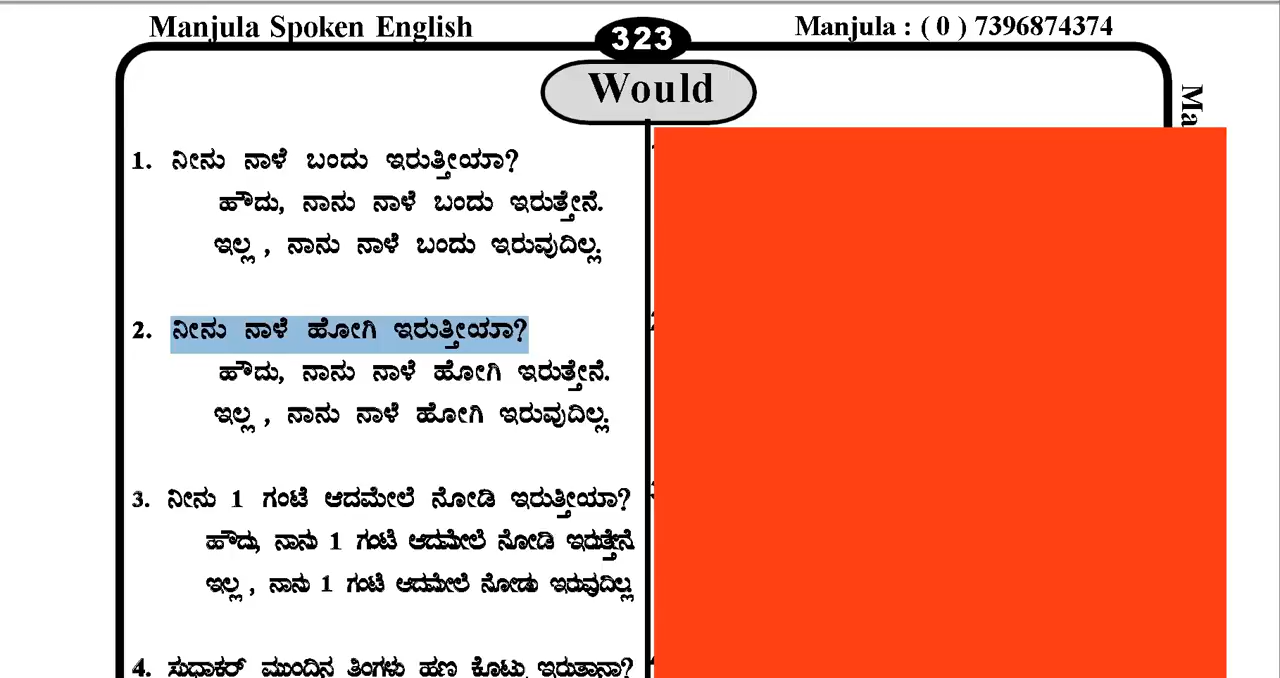 Manjula Spoken English
323
Manjula : ( 0 ) 7396874374
Would
Ma
1. ನೀನು ನಾಳೆ ಬಂದು ಇರುತ್ತೀಯಾ?
ಹೌದು, ನಾನು ನಾಳೆ ಬಂದು ಇರುತ್ತೇನೆ.
ಇಲ್ಲ , ನಾನು ನಾಳೆ ಬಂದು ಇರುವುದಿಲ್ಲ.
2. ನೀನು ನಾಳೆ ಹೋಗಿ ಇರುತ್ತೀಯಾ?
ಹೌದು, ನಾನು ನಾಳೆ ಹೋಗಿ ಇರುತ್ತೇನೆ.
ಇಲ್ಲ , ನಾನು ನಾಳೆ ಹೋಗಿ ಇರುವುದಿಲ್ಲ.
3. ನೀನು 1 ಗಂಟೆ ಆದಮೇಲೆ ನೋಡಿ ಇರುತ್ತೀಯಾ?
ಹೌದು, ನಾನು 1 ಗಂಟೆ ಆದಮೇಲೆ ನೋಡಿ ಇರುತ್ತೇನೆ
ಇಲ್ಲ , ನಾನು 1 ಗಂಟೆ ಆದಮೇಲೆ ನೋಡು ಇರುವುದಿಲ್ಲ
4. ಸುಧಾಕರ್ ಮುಂದಿನ ತಿಂಗಳು ಹಣ ಕೊಟ್ಟು ಇರುತಾನಾ?